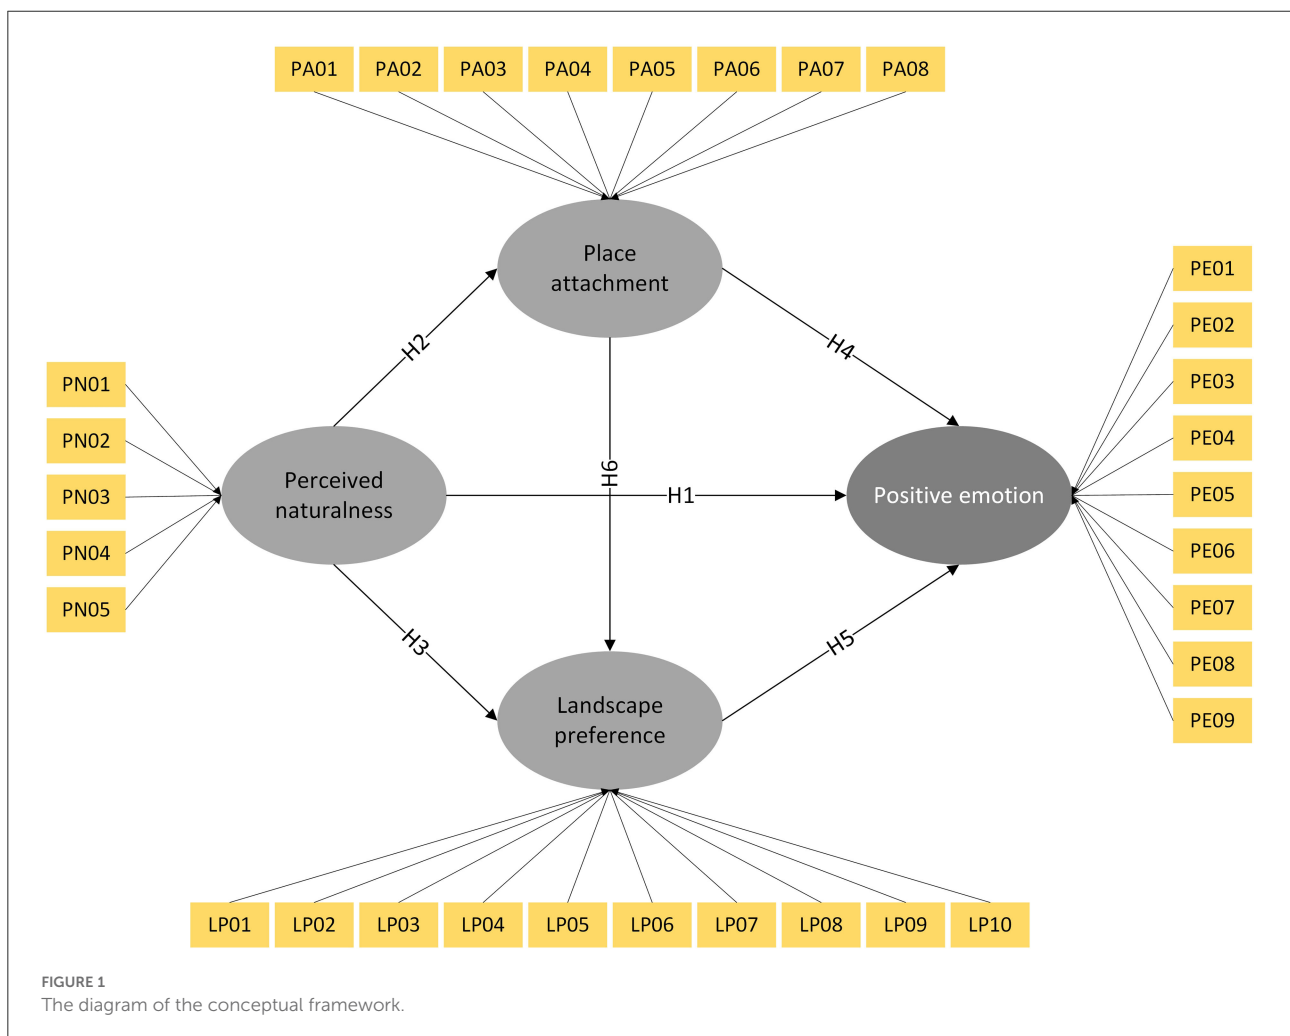 PA01 PA02 PA03 PA04 PA05 PA06 PA07 PA08
Place
attachment
PE01
PE02
PE03
PE04
PE05
PE06
PE07
PE08
PE09
H2
H4
PN01
PN02
PN03
PN04
PN05
Perceived
naturalness
H6
H1
Positive emotion
H3
H5
Landscape
preference
LP01 LP02 LP03 LP04 LP05 LP06 LP07 LP08 LP09 LP10
FIGURE 1
The diagram of the conceptual framework.